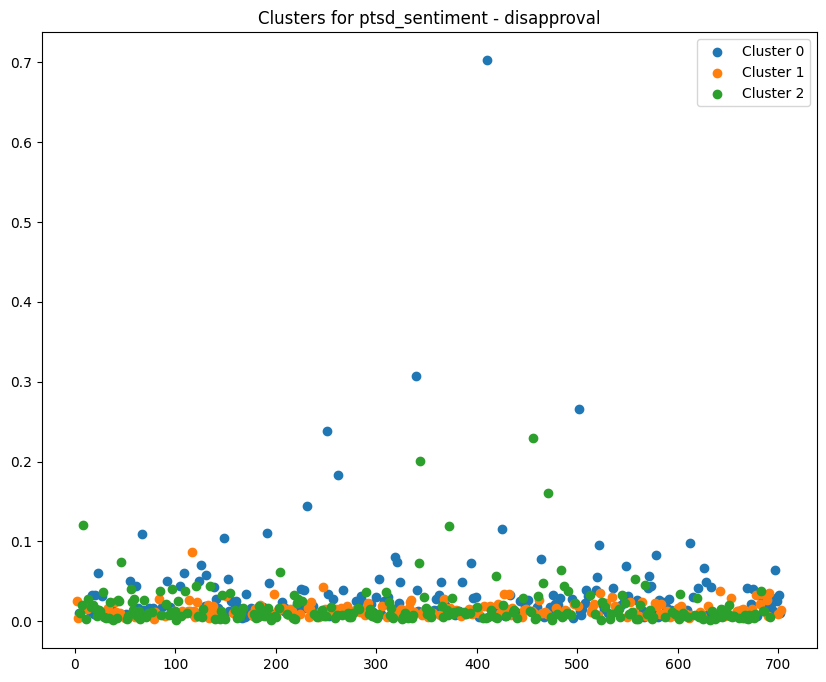 Clusters for ptsd_sentiment - disapproval
Cluster 0
Cluster 1
Cluster 2
0.7
0.6
0.5
0.4
0.3
0.2
0.1
0.0
0 100 200 300 400 500 600 700